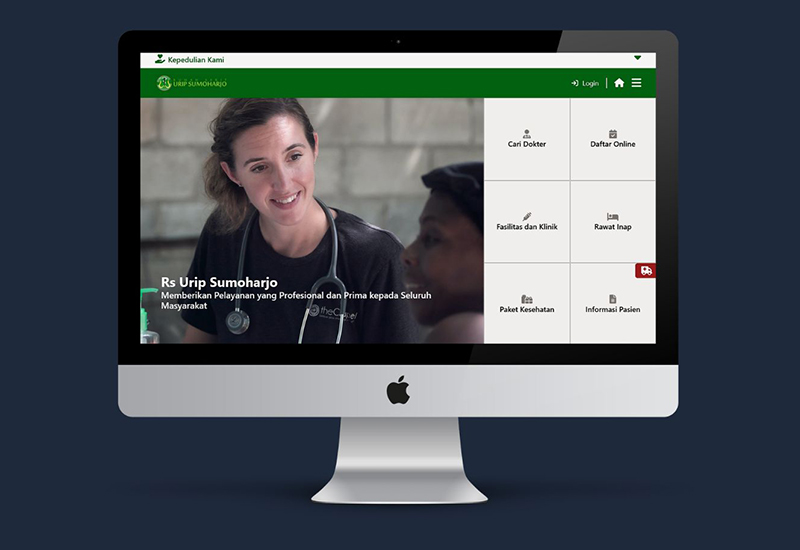 Kepedulian Kami
URIP SUMOHARJO
Login
Cari Dokter
Daftar Online
Fasilitas dan Klinik
Rawat Inap
Rs Urip Sumoharjo
Memberikan Pelayanan yang Profesional dan Prima kepada Seluruh
Masyarakat
Paket Kesehatan
Informasi Pasien